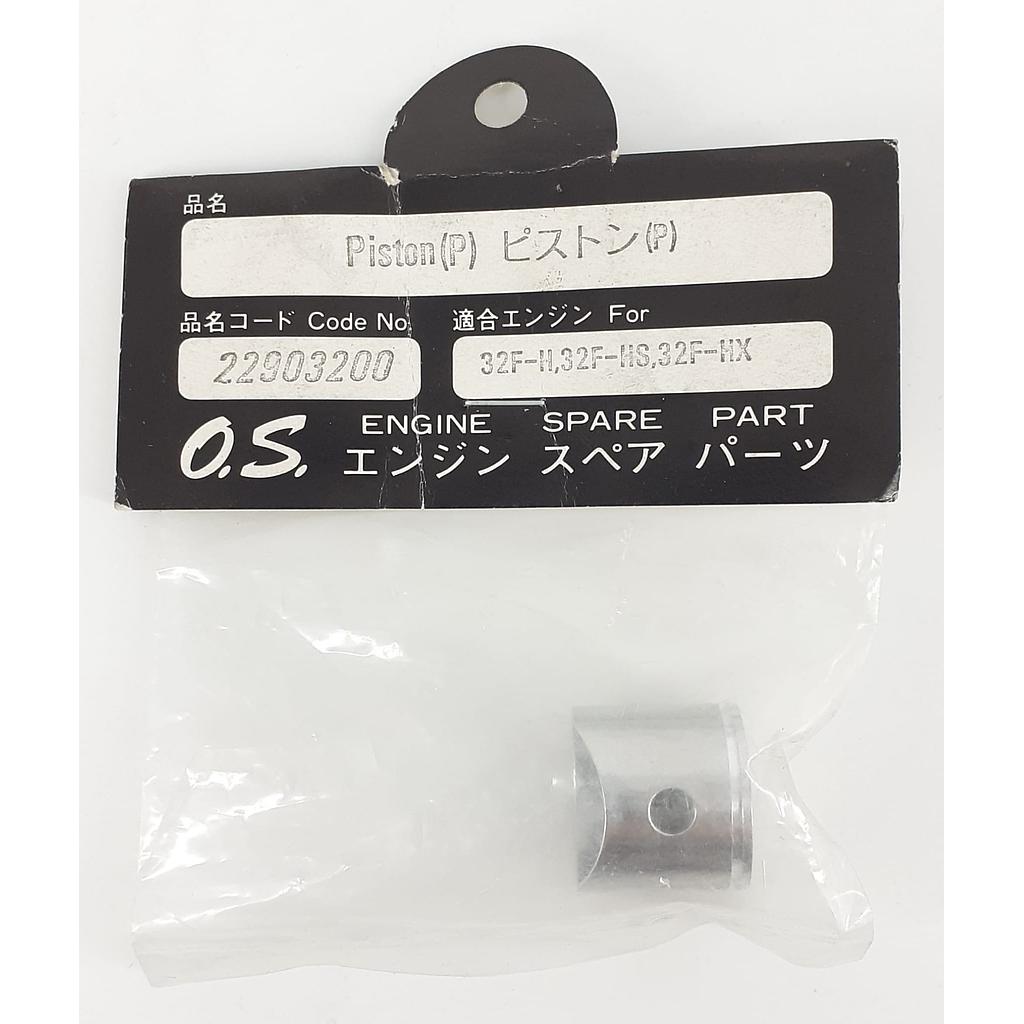 品名
Piston(P) ピストン(P)
品名コード Code No. 適合エンジン For
22903200 32F-H,32F-HS,32F-HX
O.S. ENGINE SPARE PART
エンジン スペア パーツ